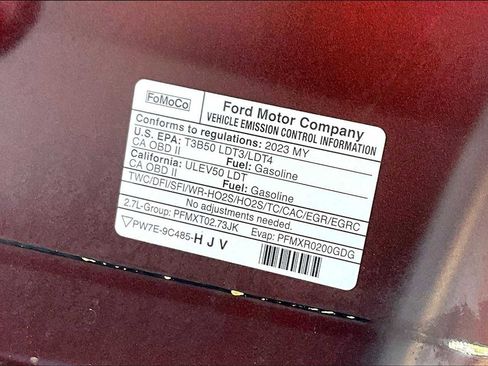 FoMoCo
Ford Motor Company
VEHICLE EMISSION CONTROL INFORMATION
Conforms to regulations: 2023 MY
U.S. EPA: T3B50 LDT3/LDT4
CA OBD II Fuel: Gasoline
California: ULEV50 LDT
CA OBD II Fuel: Gasoline
TWC/DFI/SFI/WR-HO2S/HO2S/TC/CAC/EGR/EGRC
No adjustments needed.
2.7L-Group: PFMXT02.73JK Evap: PFMXR0200GDG
PW7E-9C485-HJV